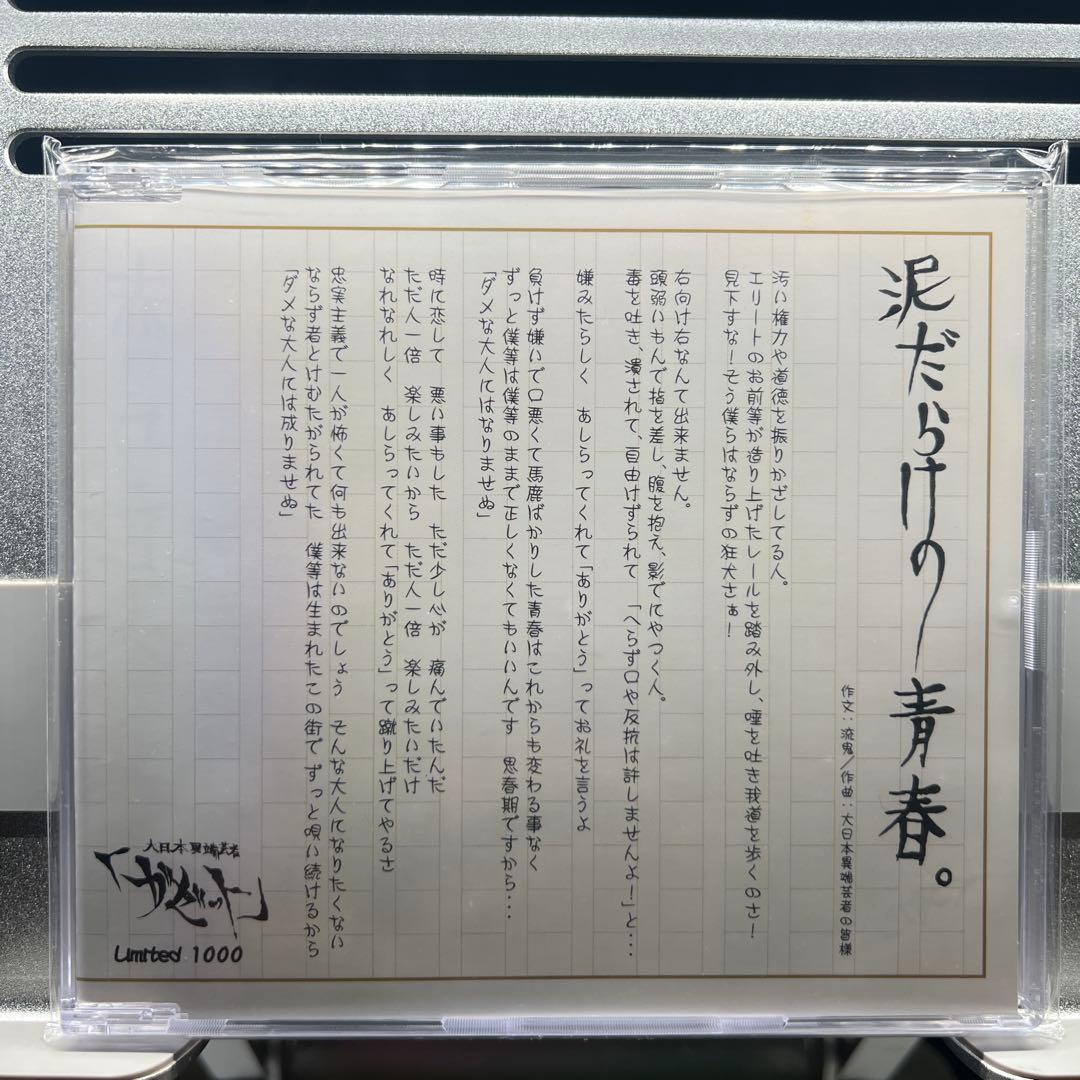 泥だらけの青春。
作文：流鬼／作曲：大日本異端芸者の皆様
汚い権力や道徳を振りかざしてる人。
エリートのお前等が造り上げたレールを踏み外し、唾を吐き我道を歩くのさ！
見下すな！そう僕らはならずの狂犬さぁ！
右向け右なんて出来ません。
頭弱いもんで指を差し、腹を抱え、影でにやつく人。
毒を吐き、潰されて、自由けずられて　「へらず口や反抗は許しませんよ！」と・・・
嫌みたらしく　あしらってくれて「ありがとう」ってお礼を言うよ
負けず嫌いで口悪くて馬鹿ばかりした青春はこれからも変わる事なく
ずっと僕等は僕等のままで正しくなくてもいいんです　思春期ですから・・・
「ダメな大人にはなりませぬ」
時に恋して　悪い事もした　ただ少し心が　痛んでいたんだ
ただ人一倍　楽しみたいから　ただ人一倍　楽しみたいだけ
なれなれしく　あしらってくれて「ありがとう」って蹴り上げてやるさ
忠実主義で一人が怖くて何も出来ないのでしょう　そんな大人になりたくない
ならず者とけむたがられてた　僕等は生まれたこの街でずっと唄い続けるから
「ダメな大人には成りませぬ」
大日本異端芸者
「ガゼット」
Limited 1000